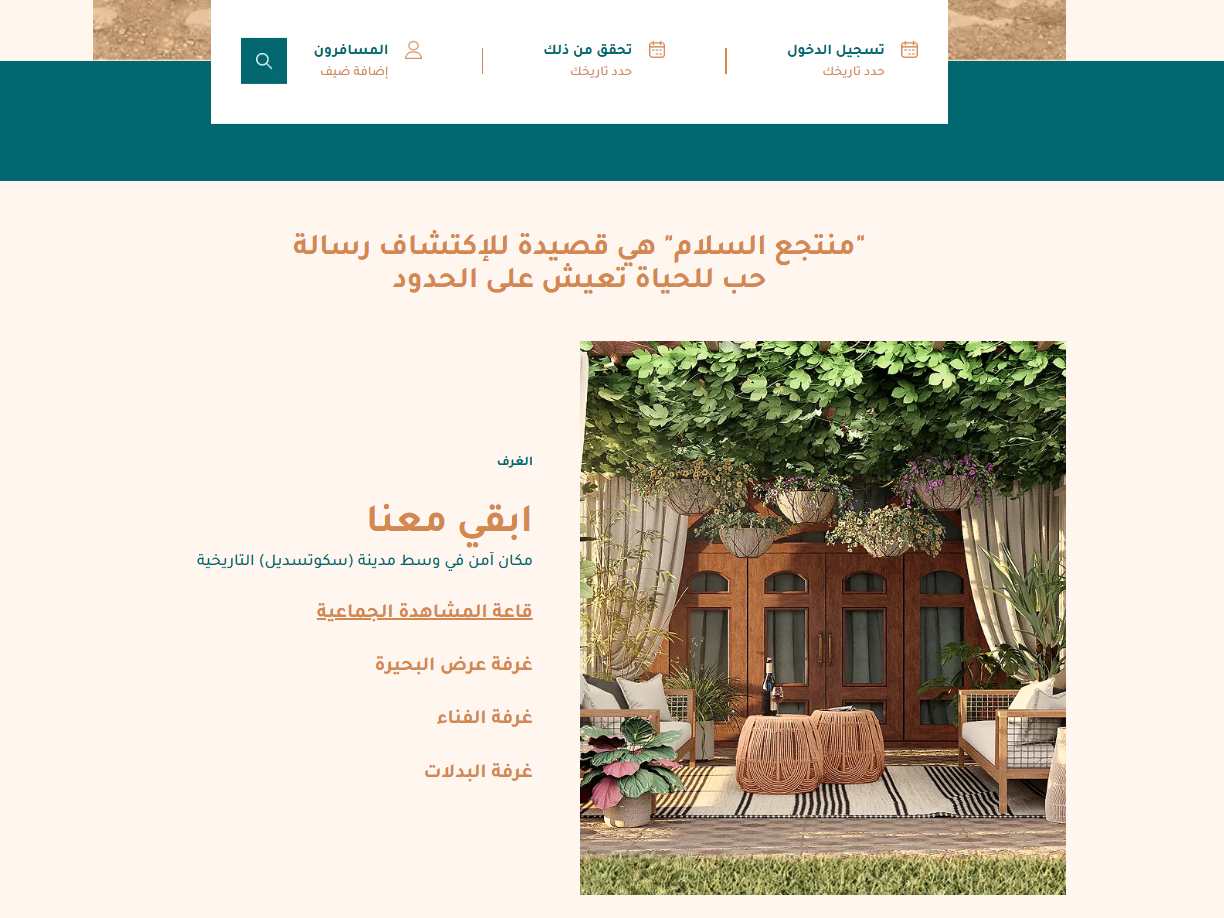 تسجيل الدخول
حدد تاريخك
تحقق من ذلك
حدد تاريخك
المسافرون
إضافة ضيف
"منتجع السلام" هي قصيدة للإكتشاف رسالة
حب للحياة تعيش على الحدود
الغرف
ابقي معنا
مكان آمن في وسط مدينة (سكوتسديل) التاريخية
قاعة المشاهدة الجماعية
غرفة عرض البحيرة
غرفة الفناء
غرفة البدلات